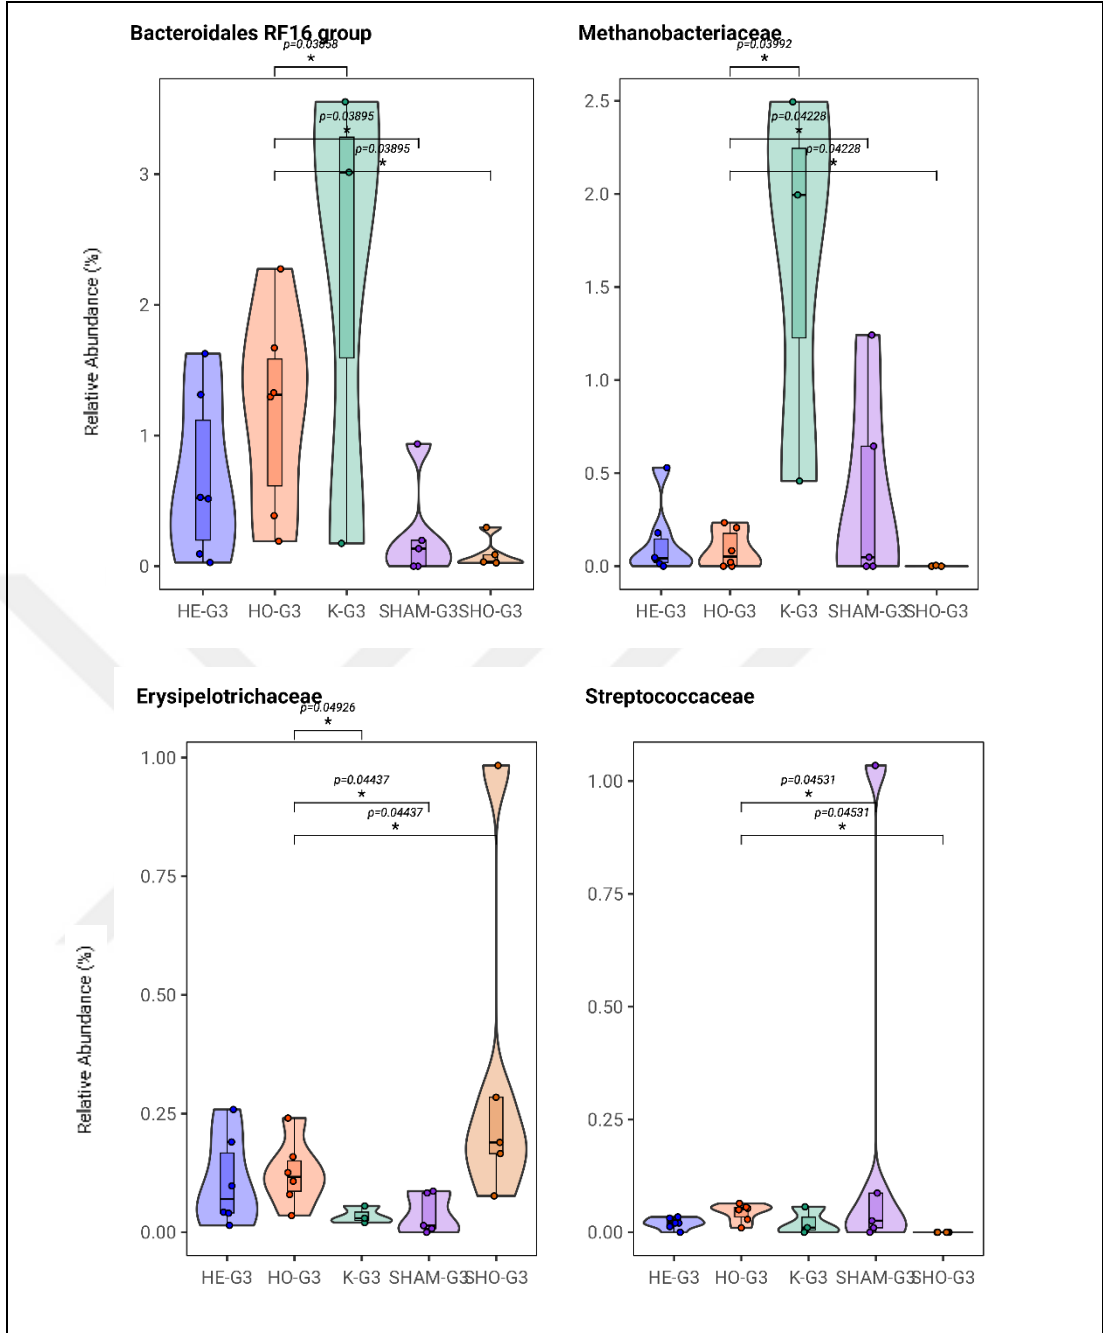 Bacteroidales RF16 group
p=0.03858
*
p=0.03895
*
p=0.03895
*
3
2
1
0
Relative Abundance (%)
HE-G3 HO-G3 K-G3 SHAM-G3 SHO-G3
Methanobacteriaceae
p=0.03992
*
p=0.04228
*
p=0.04228
*
2.5
2.0
1.5
1.0
0.5
0.0
HE-G3 HO-G3 K-G3 SHAM-G3 SHO-G3
Erysipelotrichaceae
p=0.04926
*
p=0.04437
*
p=0.04437
*
1.00
0.75
0.50
0.25
0.00
Relative Abundance (%)
HE-G3 HO-G3 K-G3 SHAM-G3 SHO-G3
Streptococcaceae
p=0.04531
*
p=0.04531
*
1.00
0.75
0.50
0.25
0.00
HE-G3 HO-G3 K-G3 SHAM-G3 SHO-G3